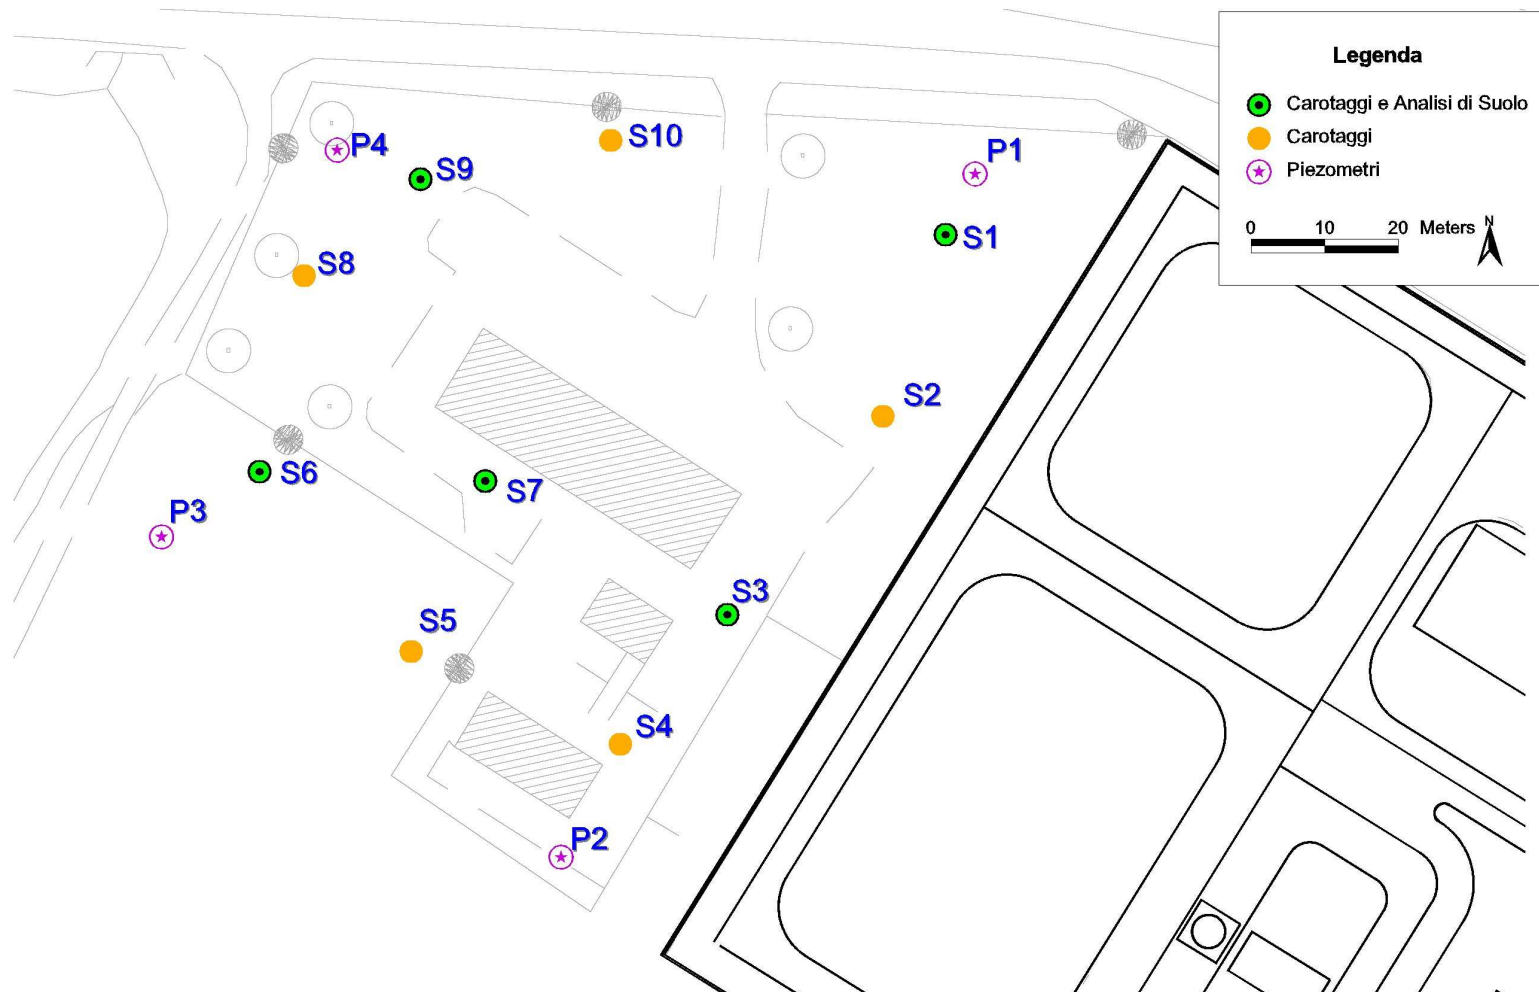 Legenda
Carotaggi e Analisi di Suolo
Carotaggi
Piezometri
0 10 20 Meters
N
S10
P4
P1
S9
S1
S8
S2
S6
S7
P3
S3
S5
S4
P2